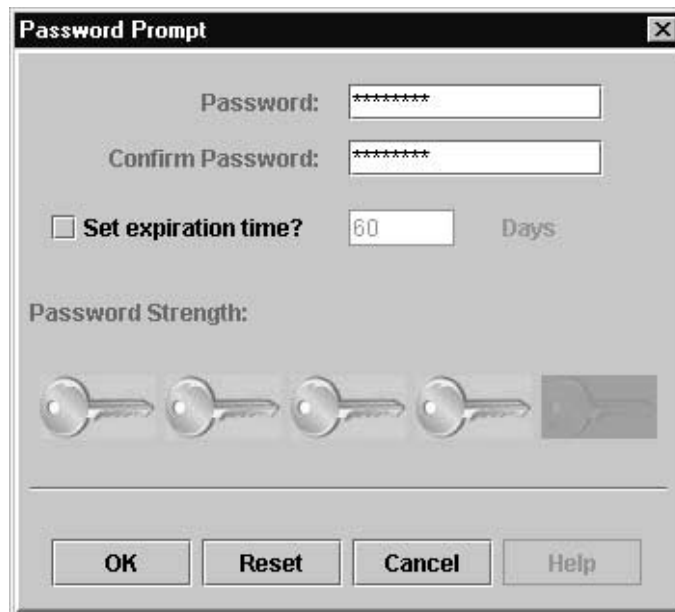 Password Prompt
Password: ********
Confirm Password: ********
Set expiration time? 60 Days
Password Strength:
OK Reset Cancel Help